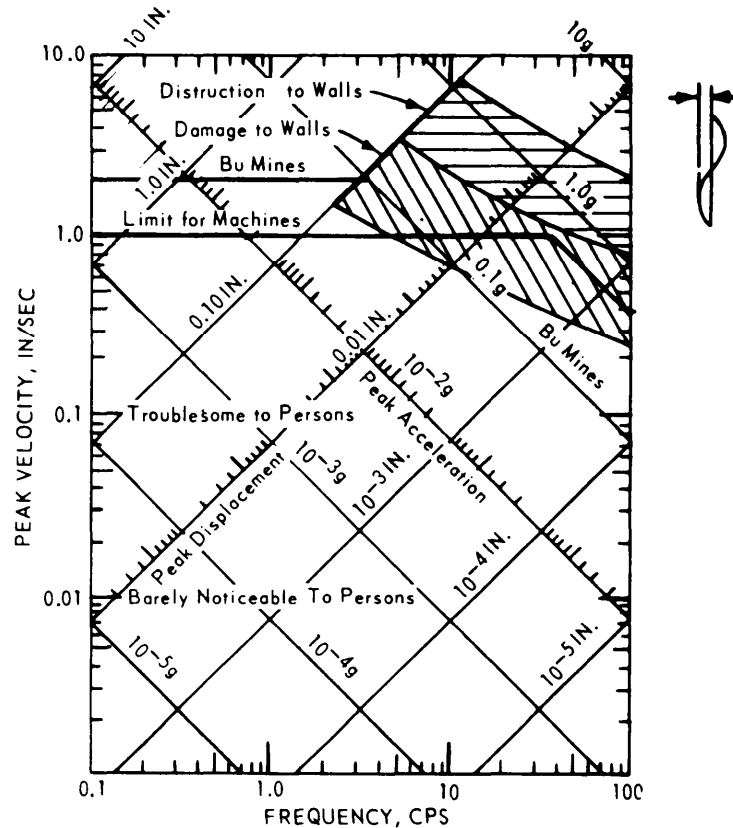 10 IN.
10g
10.0
Distruction to Walls
Damage to Walls
Bu Mines
1.0 IN.
1.0g
Limit for Machines
1.0
0.1g
0.10 IN.
0.01 IN.
Bu Mines
10-2g
Peak Acceleration
0.1
Troublesome to Persons
10-3g
10-3 IN.
Peak Displacement
10-4 IN.
0.01
Barely Noticeable To Persons
10-5g
10-4g
10-5 IN.
PEAK VELOCITY, IN/SEC
0.1
1.0
10
100
FREQUENCY, CPS